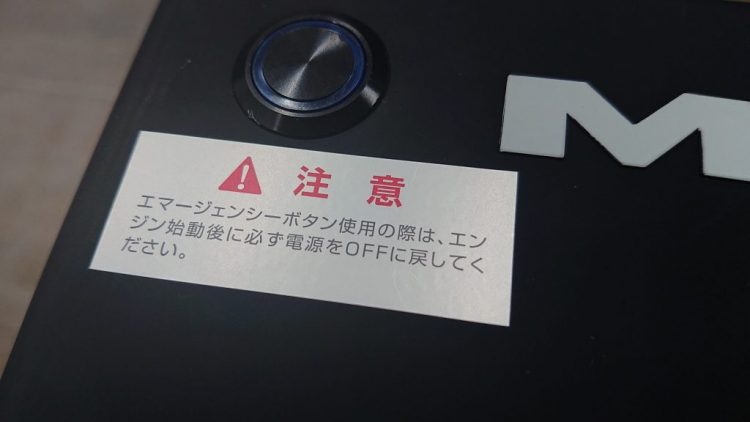 注意
エマージェンシーボタン使用の際は、エン
ジン始動後に必ず電源をOFFに戻してく
ださい。
M